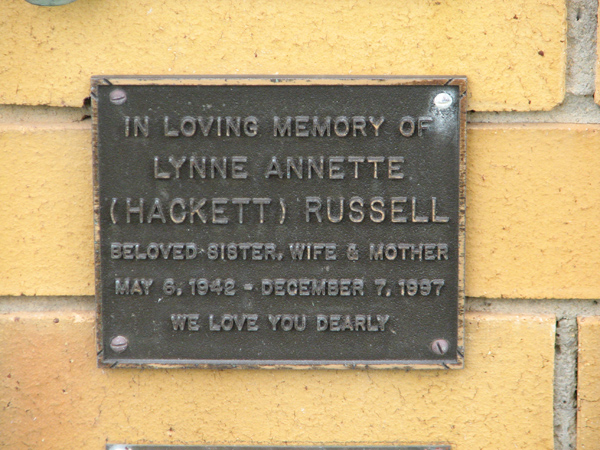 IN LOVING MEMORY OF
LYNNE ANNETTE
(HACKETT) RUSSELL
BELOVED SISTER, WIFE & MOTHER
MAY 6, 1942 - DECEMBER 7, 1997
WE LOVE YOU DEARLY